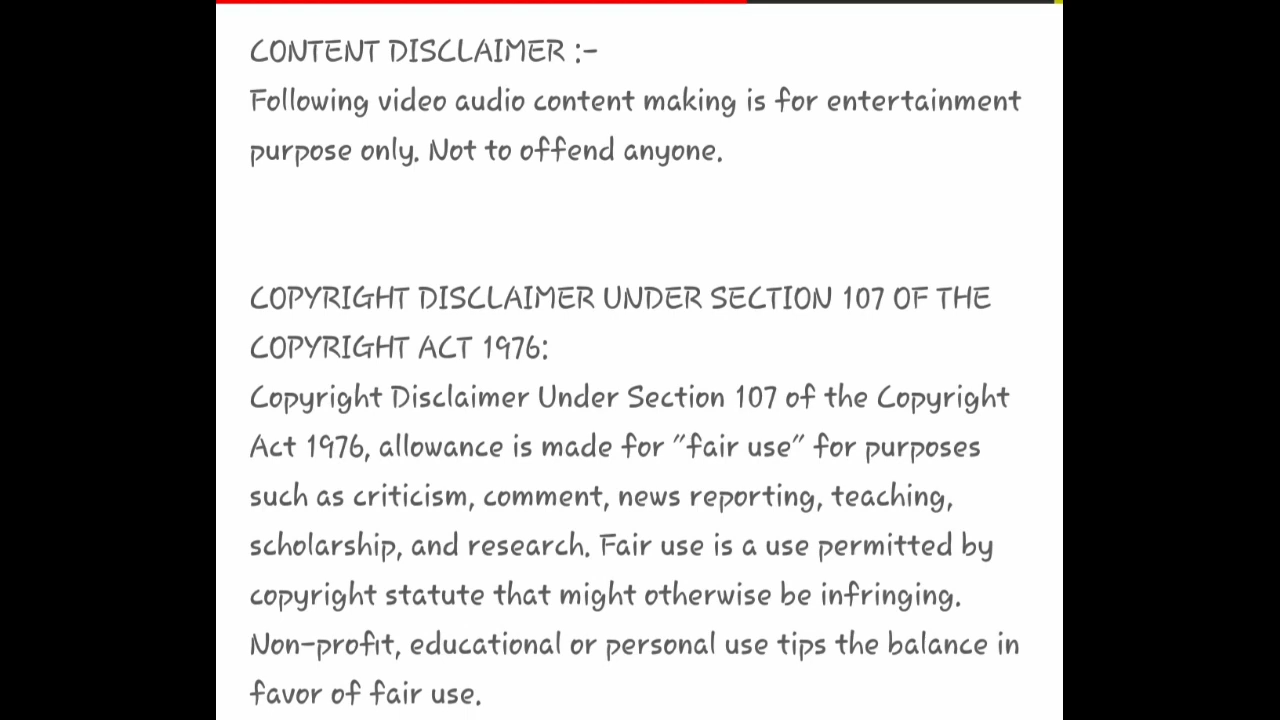 CONTENT DISCLAIMER :-
Following video audio content making is for entertainment
purpose only. Not to offend anyone.
COPYRIGHT DISCLAIMER UNDER SECTION 107 OF THE
COPYRIGHT ACT 1976:
Copyright Disclaimer Under Section 107 of the Copyright
Act 1976, allowance is made for "fair use" for purposes
such as criticism, comment, news reporting, teaching,
scholarship, and research. Fair use is a use permitted by
copyright statute that might otherwise be infringing.
Non-profit, educational or personal use tips the balance in
favor of fair use.